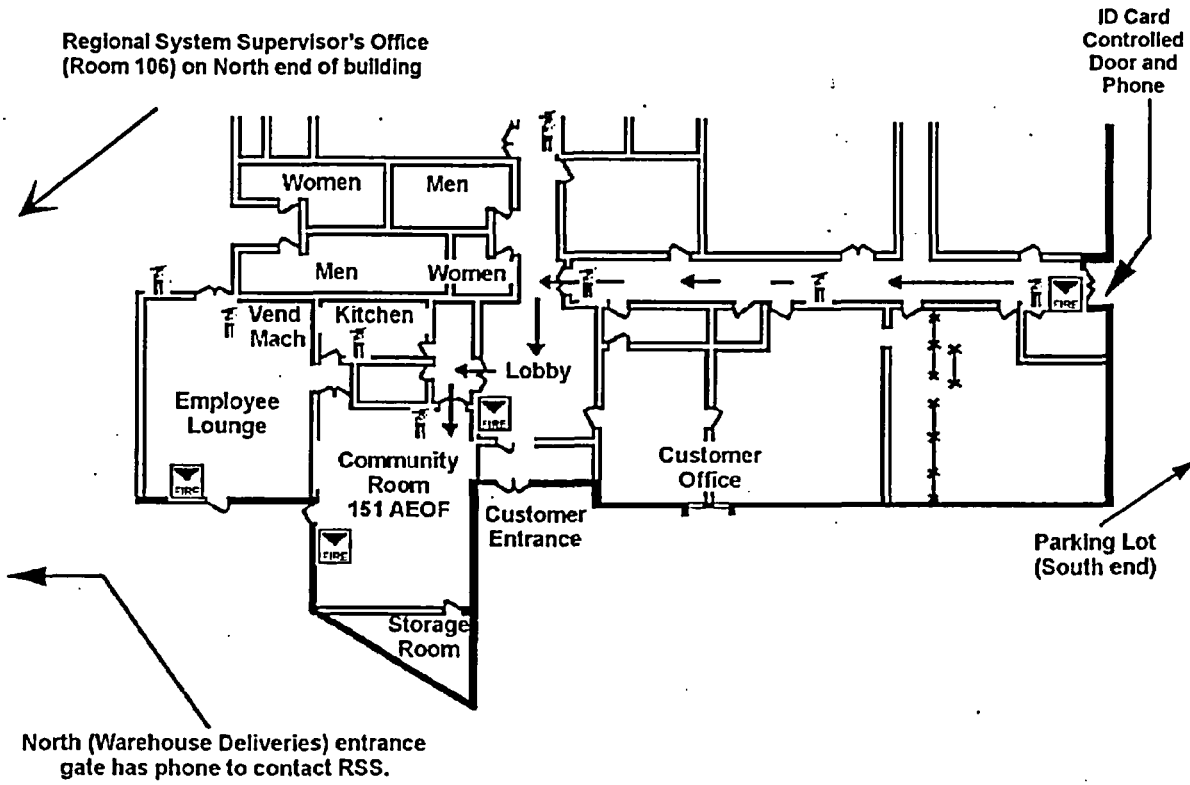 Regional System Supervisor's Office
(Room 106) on North end of building
ID Card
Controlled
Door and
Phone
Women
Men
Men
Women
Vend
Mach
Kitchen
FIRE
Lobby
Employee
Lounge
FIRE
Community
Room
151 AEOF
Customer
Office
FIRE
Customer
Entrance
FIRE
Parking Lot
(South end)
Storage
Room
North (Warehouse Deliveries) entrance
gate has phone to contact RSS.